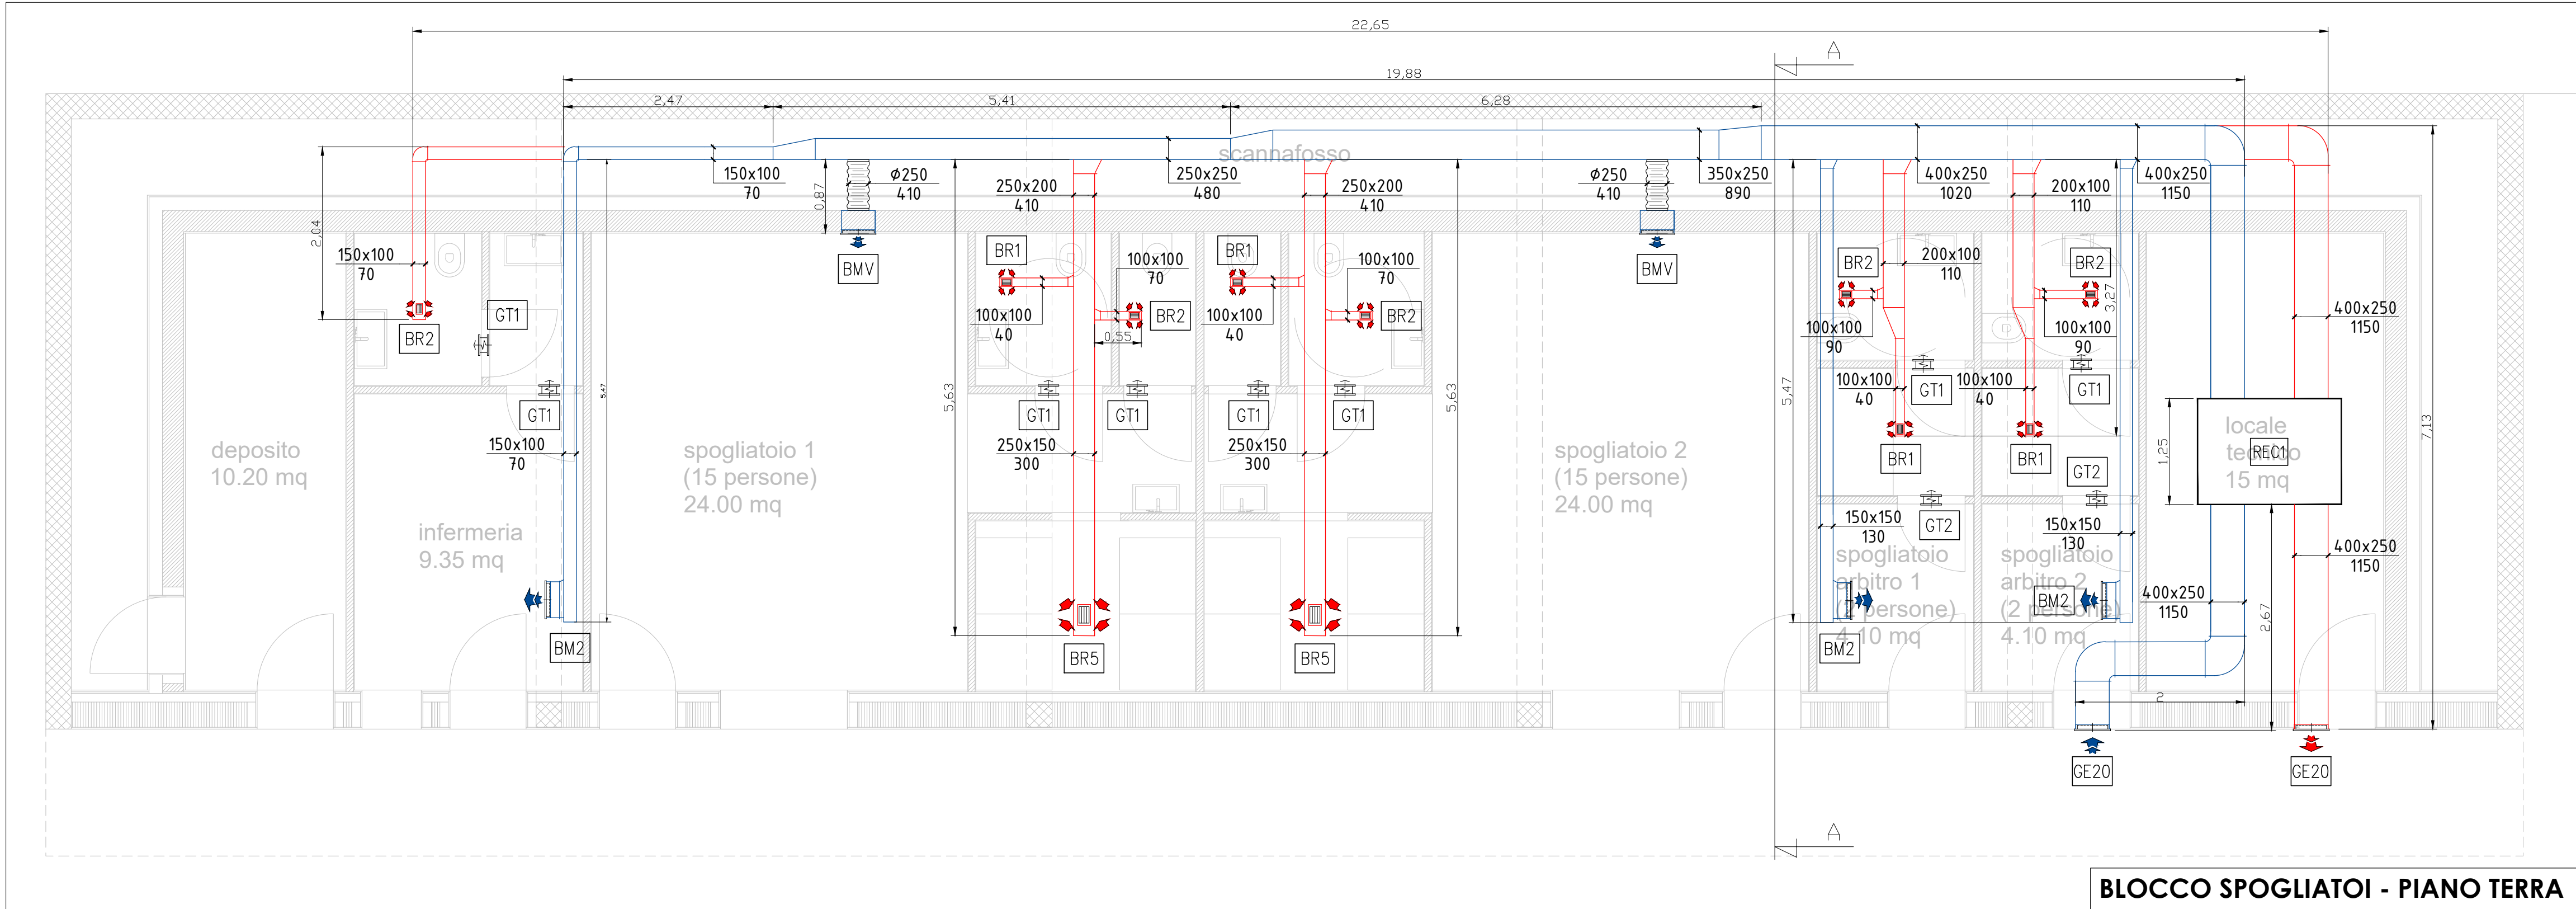 22,65
A
19,88
2,47
5,41
6,28
scannafosso
150x100
70
0,87
ϕ250
410
250x200
410
250x250
480
250x200
410
ϕ250
410
350x250
890
400x250
1020
200x100
110
400x250
1150
2,04
150x100
70
BR2
GT1
GT1
BMV
BR1
100x100
70
100x100
40
BR2
0,55
BR1
100x100
70
100x100
40
BR2
BMV
BR2
200x100
110
BR2
3,27
100x100
90
100x100
90
400x250
1150
5,47
5,63
GT1
GT1
GT1
GT1
5,63
5,47
100x100
40
GT1
100x100
40
GT1
BR1
BR1
GT2
1,25
locale
tecnico
15 mq
REC1
7,13
deposito
10.20 mq
150x100
70
spogliatoio 1
(15 persone)
24.00 mq
250x150
300
250x150
300
spogliatoio 2
(15 persone)
24.00 mq
infermeria
9.35 mq
150x150
130
GT2
150x150
130
400x250
1150
spogliatoio
arbitro 1
(2 persone)
4.10 mq
spogliatoio
arbitro 2
(2 persone)
4.10 mq
BM2
400x250
1150
2,67
BM2
BR5
BR5
BM2
2
GE20
GE20
A
BLOCCO SPOGLIATOI - PIANO TERRA